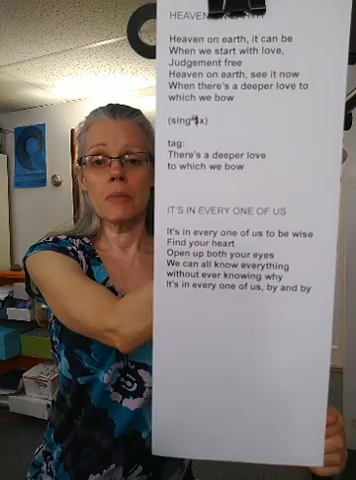 HEAVEN ON EARTH
Heaven on earth, it can be
When we start with love,
Judgement free
Heaven on earth, see it now
When there's a deeper love to
which we bow
(sing 4x)
tag:
There's a deeper love
to which we bow
IT'S IN EVERY ONE OF US
It's in every one of us to be wise
Find your heart
Open up both your eyes
We can all know everything
without ever knowing why
It's in every one of us, by and by